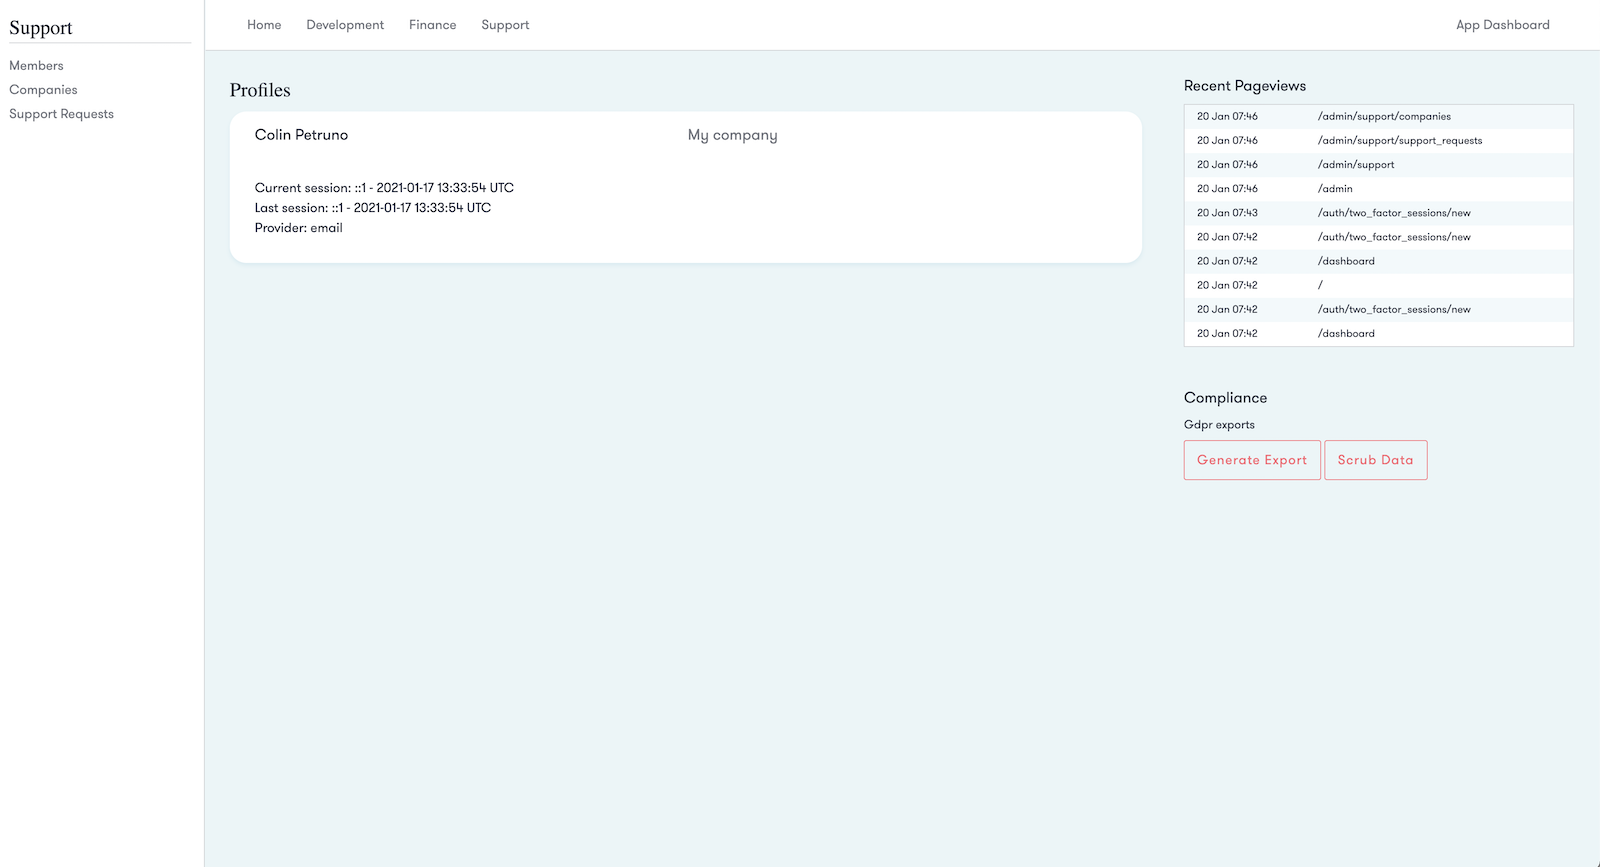 Support
Members
Companies
Support Requests
Home Development Finance Support App Dashboard
Profiles
Colin Petruno My company
Current session: ::1 - 2021-01-17 13:33:54 UTC
Last session: ::1 - 2021-01-17 13:33:54 UTC
Provider: email
Recent Pageviews
20 Jan 07:46 /admin/support/companies
20 Jan 07:46 /admin/support/support_requests
20 Jan 07:46 /admin/support
20 Jan 07:46 /admin
20 Jan 07:43 /auth/two_factor_sessions/new
20 Jan 07:42 /auth/two_factor_sessions/new
20 Jan 07:42 /dashboard
20 Jan 07:42 /
20 Jan 07:42 /auth/two_factor_sessions/new
20 Jan 07:42 /dashboard
Compliance
Gdpr exports
Generate Export Scrub Data